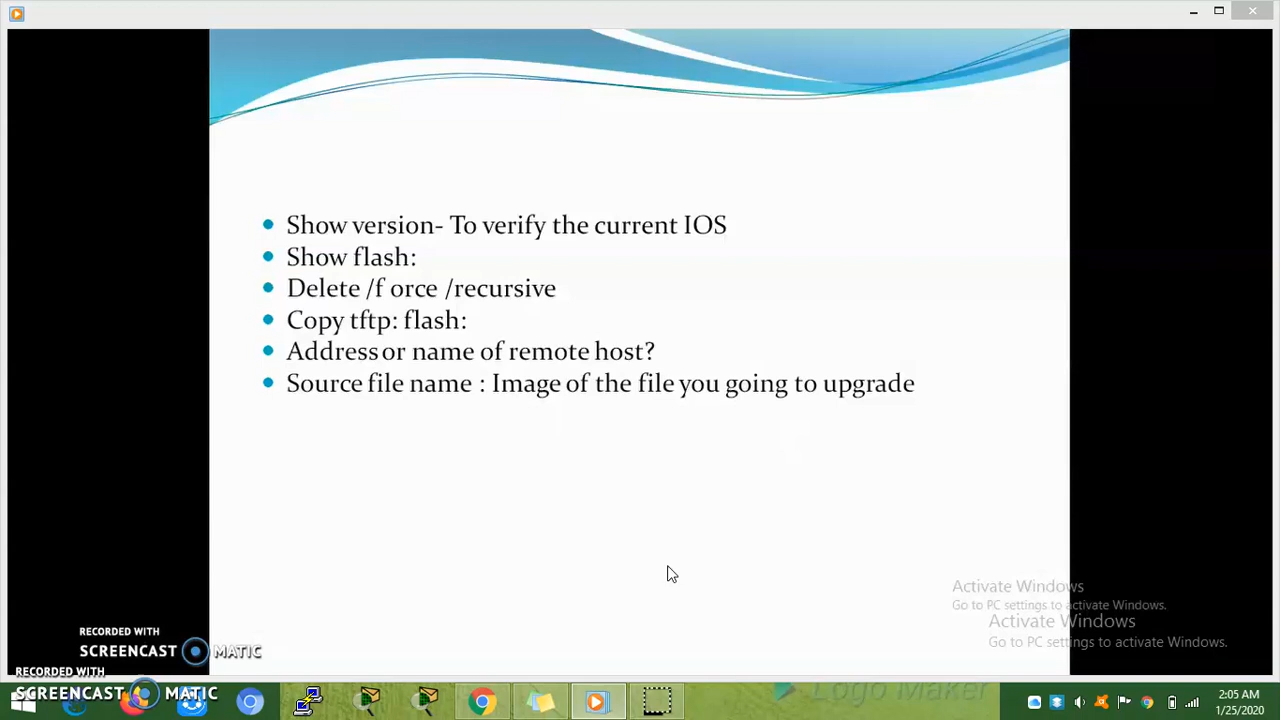 Show version- To verify the current IOS
Show flash:
Delete /f orce /recursive
Copy tftp: flash:
Address or name of remote host?
Source file name : Image of the file you going to upgrade
Activate Windows
Go to PC settings to activate Windows.
Activate Windows
Go to PC settings to activate Windows.
RECORDED WITH
SCREENCAST MATIC
RECORDED WITH
SCREENCAST MATIC
Logo Maker
2:05 AM
1/25/2020